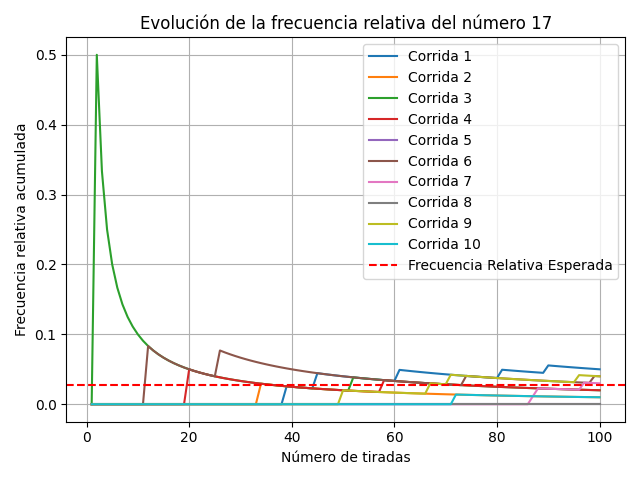 Evolución de la frecuencia relativa del número 17
Frecuencia relativa acumulada
0.5
0.4
0.3
0.2
0.1
0.0
Corrida 1
Corrida 2
Corrida 3
Corrida 4
Corrida 5
Corrida 6
Corrida 7
Corrida 8
Corrida 9
Corrida 10
Frecuencia Relativa Esperada
0 20 40 60 80 100
Número de tiradas